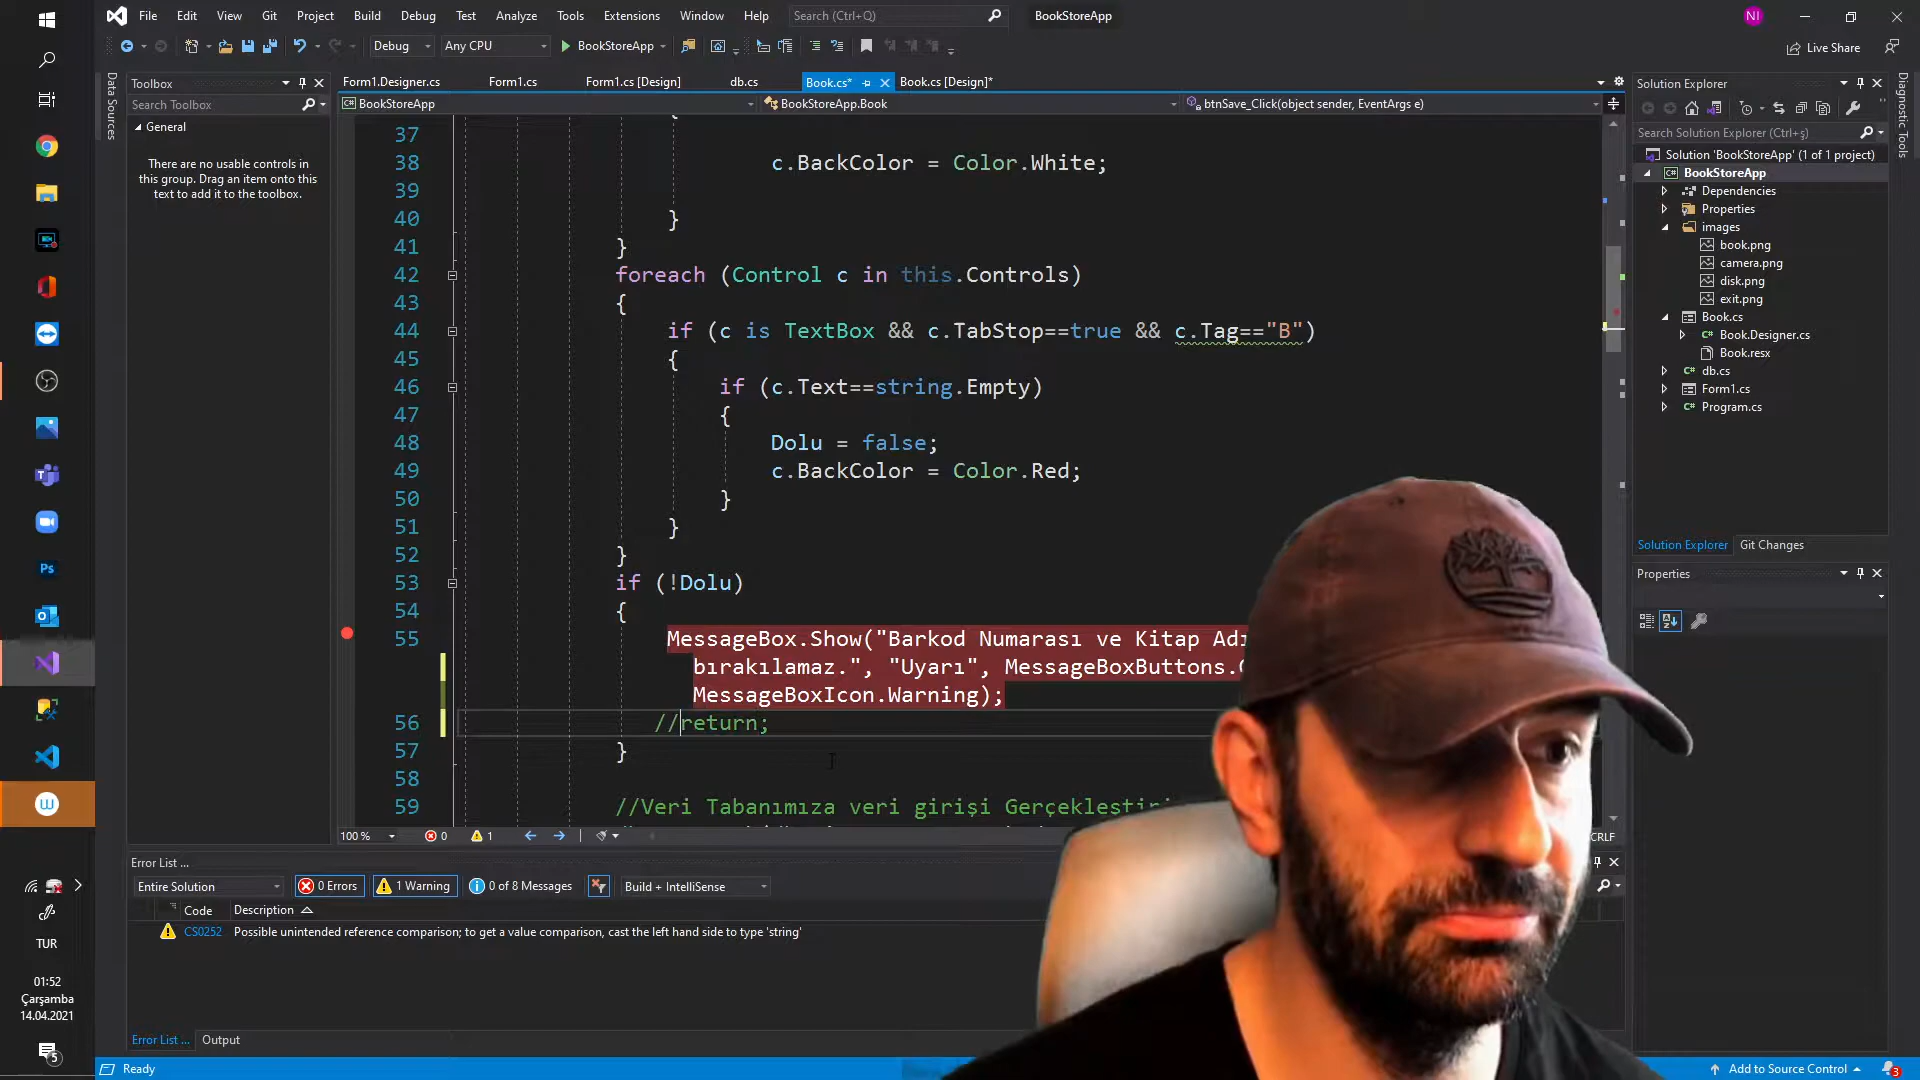 File Edit View Git Project Build Debug Test Analyze Tools Extensions Window Help Search (Ctrl+Q) BookStoreApp NI
Debug Any CPU BookStoreApp Live Share
Data Sources
Toolbox
Search Toolbox
General
There are no usable controls in
this group. Drag an item onto this
text to add it to the toolbox.
Form1.Designer.cs Form1.cs Form1.cs [Design] db.cs Book.cs* Book.cs [Design]*
BookStoreApp BookStoreApp.Book btnSave_Click(object sender, EventArgs e)
37
38 c.BackColor = Color.White;
39
40 }
41 }
42 foreach (Control c in this.Controls)
43 {
44 if (c is TextBox && c.TabStop==true && c.Tag=="B")
45 {
46 if (c.Text==string.Empty)
47 {
48 Dolu = false;
49 c.BackColor = Color.Red;
50 }
51 }
52 }
53 if (!Dolu)
54 {
55 MessageBox.Show("Barkod Numarası ve Kitap Adı
bırakılamaz.", "Uyarı", MessageBoxButtons.
MessageBoxIcon.Warning);
56 //return;
57 }
58
59 //Veri Tabanımıza veri girişi
100 % 0 1 CRLF
Error List ...
Entire Solution 0 Errors 1 Warning 0 of 8 Messages Build + IntelliSense
Code Description
CS0252 Possible unintended reference comparison; to get a value comparison, cast the left hand side to type 'string'
Error List ... Output
Ready Add to Source Control 3
Solution Explorer
Search Solution Explorer (Ctrl+ş)
Solution 'BookStoreApp' (1 of 1 project)
BookStoreApp
Dependencies
Properties
images
book.png
camera.png
disk.png
exit.png
Book.cs
Book.Designer.cs
Book.resx
db.cs
Form1.cs
Program.cs
Solution Explorer Git Changes
Properties
Diagnostic Tools
Ps
W
TUR
01:52
Çarşamba
14.04.2021
5